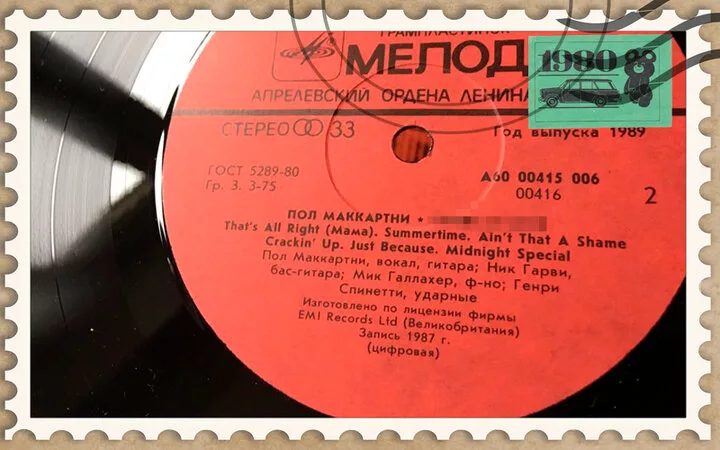 ГРАМПЛАСТИНОК
МЕЛОД
1980
АПРЕЛЕВСКИЙ ОРДЕНА ЛЕНИНА
СТЕРЕО 33
Год выпуска 1989
ГОСТ 5289-80
Гр. 3. 3-75
А60 00415 006
00416
2
ПОЛ МАККАРТНИ *
That's All Right (Мама). Summertime. Ain't That A Shame
Crackin' Up. Just Because. Midnight Special
Пол Маккартни, вокал, гитара; Ник Гарви,
бас-гитара; Мик Галлахер, ф-но; Генри
Спинетти, ударные
Изготовлено по лицензии фирмы
EMI Records Ltd (Великобритания)
Запись 1987 г.
(цифровая)